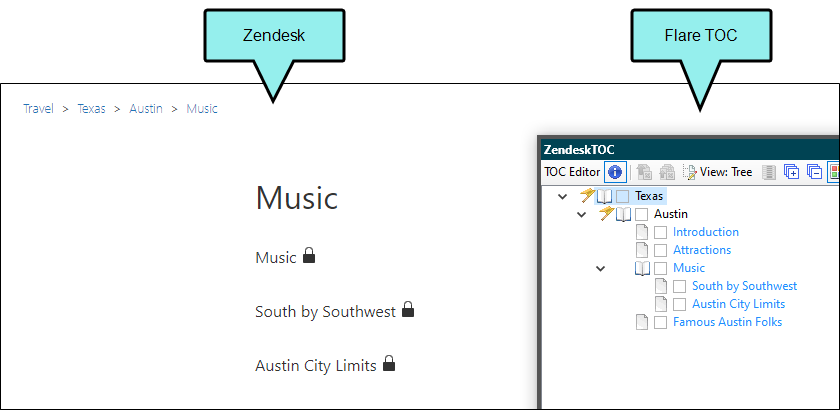 Zendesk
Flare TOC
Travel > Texas > Austin > Music
Music
Music
South by Southwest
Austin City Limits
ZendeskTOC
TOC Editor View: Tree
Texas
Austin
Introduction
Attractions
Music
South by Southwest
Austin City Limits
Famous Austin Folks